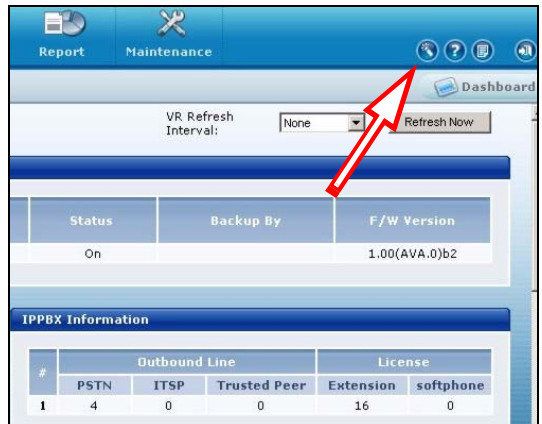 Report Maintenance
Dashboard
VR Refresh
Interval: None Refresh Now
Status Backup By F/W Version
On 1.00(AVA.0)b2
IPPBX Information
# Outbound Line License
PSTN ITSP Trusted Peer Extension softphone
1 4 0 0 16 0